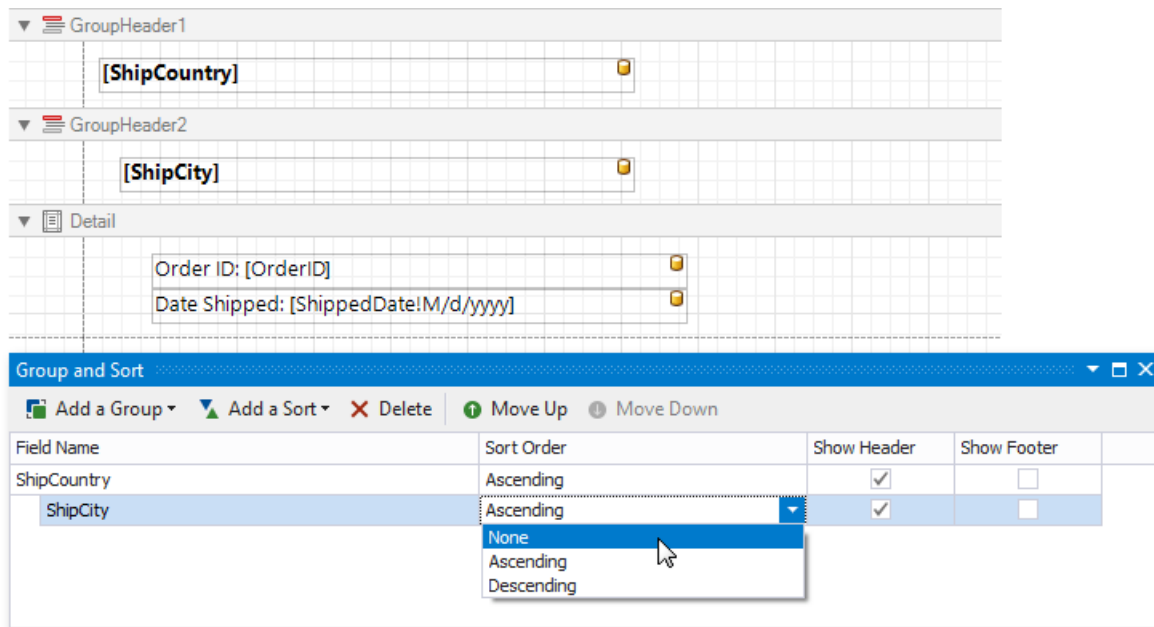 GroupHeader1
[ShipCountry]
GroupHeader2
[ShipCity]
Detail
Order ID: [OrderID]
Date Shipped: [ShippedDate!M/d/yyyy]
Group and Sort
Add a Group Add a Sort Delete Move Up Move Down
Field Name Sort Order Show Header Show Footer
ShipCountry Ascending
ShipCity Ascending
None
Ascending
Descending